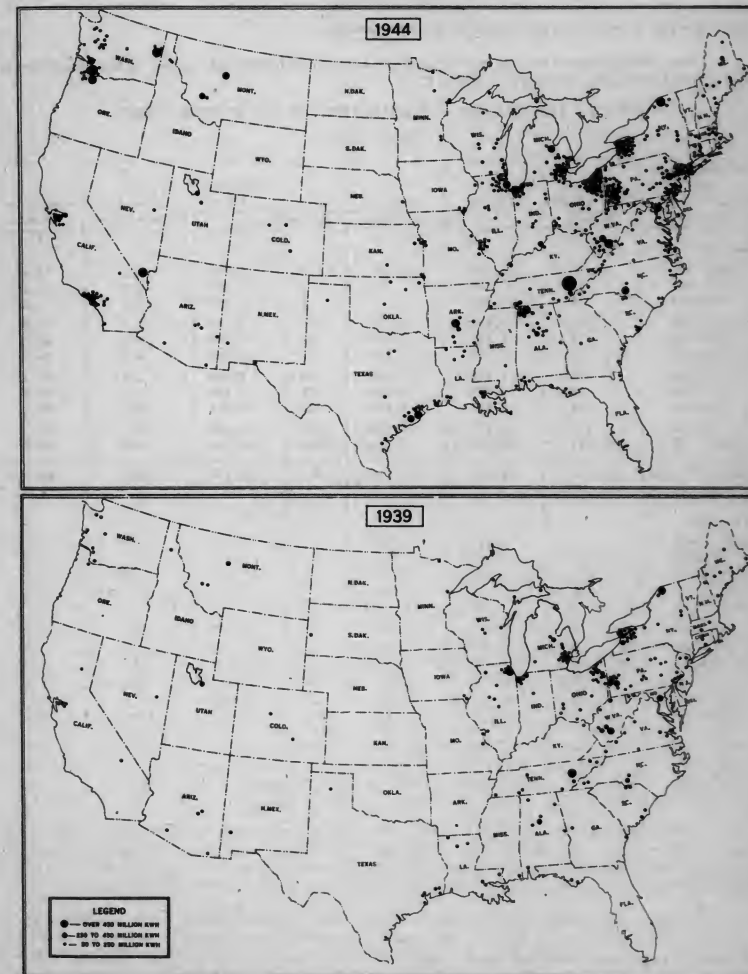 1944
WASH.
MONT.
N.DAK.
MINN.
ORE.
IDAHO
WYO.
S.DAK.
WIS.
MICH.
N.Y.
VT.
N.H.
NEV.
UTAH
COLO.
NEB.
IOWA
ILL.
IND.
OHIO
PA.
CALIF.
KAN.
MO.
KY.
W.VA.
VA.
ARIZ.
N.MEX.
OKLA.
ARK.
TENN.
N.C.
S.C.
TEXAS
LA.
MISS.
ALA.
GA.
FLA.
1939
WASH.
MONT.
N.DAK.
MINN.
ME.
ORE.
IDAHO
WYO.
S.DAK.
WIS.
MICH.
N.Y.
VT.
N.H.
NEV.
UTAH
COLO.
NEB.
IOWA
ILL.
IND.
OHIO
PA.
CALIF.
KAN.
MO.
KY.
W.VA.
VA.
ARIZ.
N.MEX.
OKLA.
ARK.
TENN.
N.C.
S.C.
TEXAS
LA.
MISS.
ALA.
GA.
FLA.
LEGEND
OVER 450 MILLION KWH
250 TO 450 MILLION KWH
50 TO 250 MILLION KWH